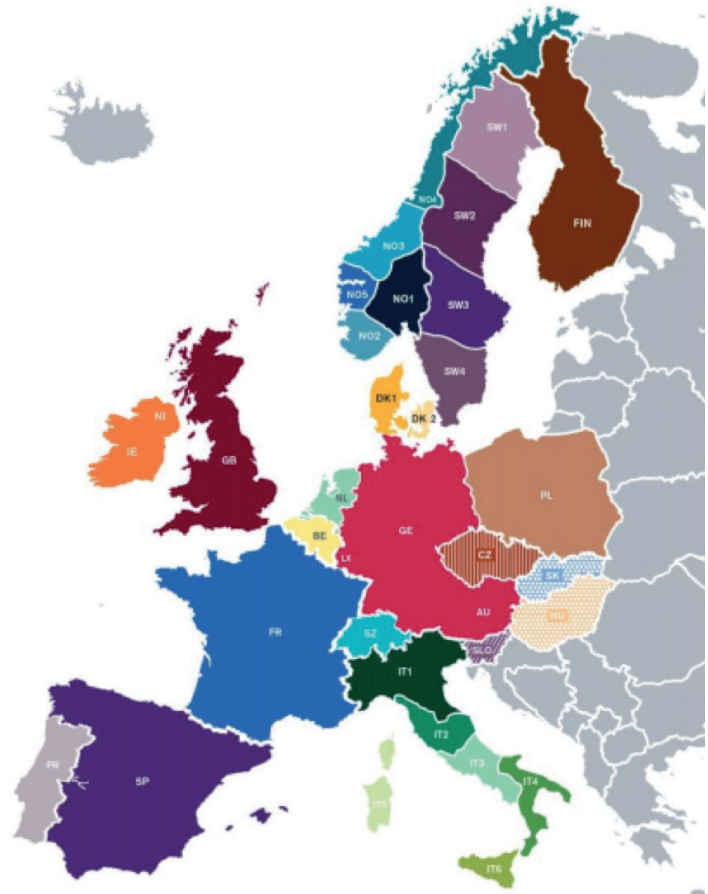 SW1
NO4
SW2
FIN
NO3
NO5
NO1
SW3
NO2
SW4
DK1
DK 2
NI
IE
GB
NL
PL
BE
GE
CZ
LX
SK
HU
AU
FR
SZ
SLO
IT1
IT2
IT3
PR
SP
IT4
IT5
IT6